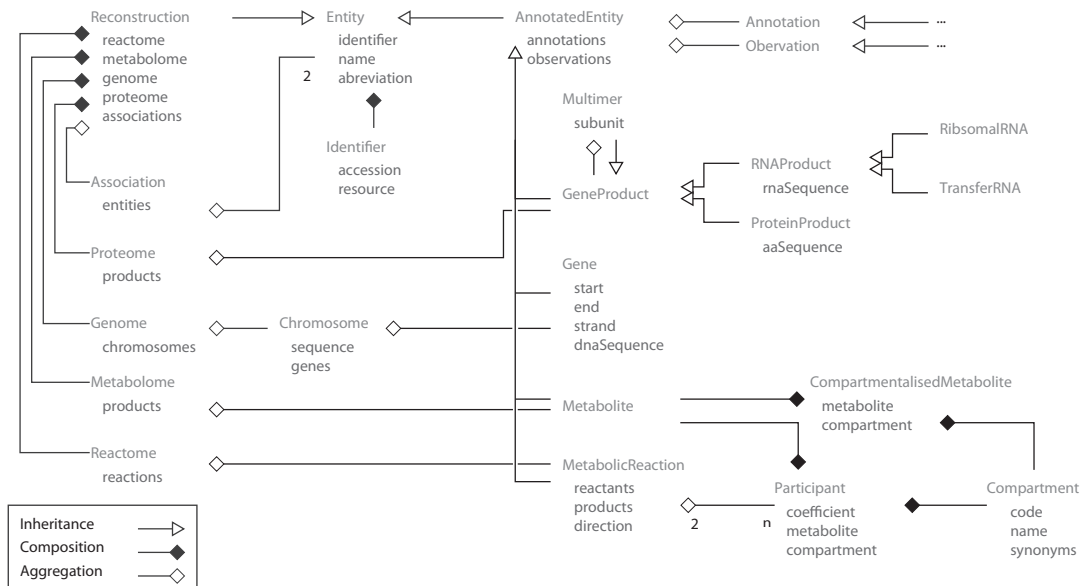 Reconstruction
reactome
metabolome
genome
proteome
associations
Entity
identifier
name
abreviation
2
AnnotatedEntity
annotations
observations
Annotation
...
Obervation
...
Identifier
accession
resource
Multimer
subunit
GeneProduct
RNAProduct
rnaSequence
RibsomalRNA
TransferRNA
ProteinProduct
aaSequence
Association
entities
Proteome
products
Gene
start
end
strand
dnaSequence
Genome
chromosomes
Chromosome
sequence
genes
Metabolome
products
Metabolite
CompartmentalisedMetabolite
metabolite
compartment
Reactome
reactions
MetabolicReaction
reactants
products
direction
2
n
Participant
coefficient
metabolite
compartment
Compartment
code
name
synonyms
Inheritance
Composition
Aggregation